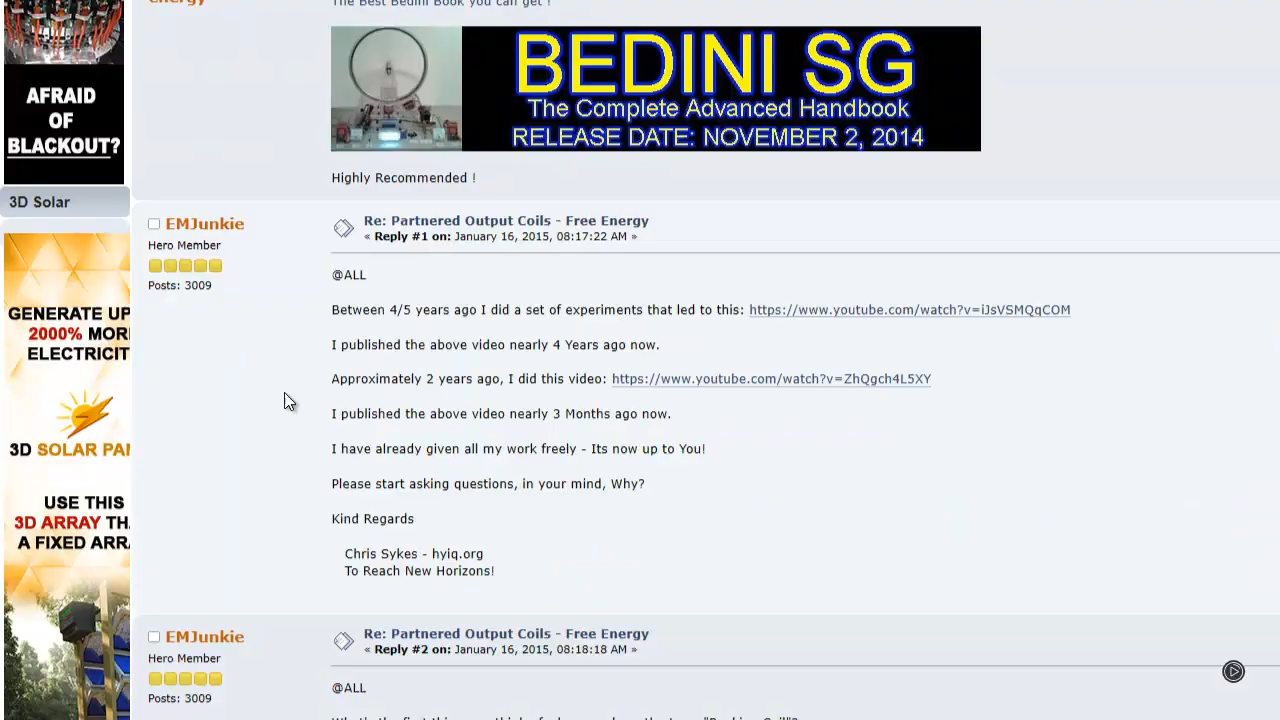 energy
The Best Bedini Book you can get !
BEDINI SG
The Complete Advanced Handbook
RELEASE DATE: NOVEMBER 2, 2014
Highly Recommended !
AFRAID
OF
BLACKOUT?
3D Solar
GENERATE UP
2000% MOR
ELECTRICIT
3D SOLAR PAN
USE THIS
3D ARRAY TH
A FIXED ARR
EMJunkie
Hero Member
Posts: 3009
Re: Partnered Output Coils - Free Energy
« Reply #1 on: January 16, 2015, 08:17:22 AM »
@ALL
Between 4/5 years ago I did a set of experiments that led to this: https://www.youtube.com/watch?v=iJsVSMQqCOM
I published the above video nearly 4 Years ago now.
Approximately 2 years ago, I did this video: https://www.youtube.com/watch?v=ZhQgch4L5XY
I published the above video nearly 3 Months ago now.
I have already given all my work freely - Its now up to You!
Please start asking questions, in your mind, Why?
Kind Regards
Chris Sykes - hyiq.org
To Reach New Horizons!
EMJunkie
Hero Member
Posts: 3009
Re: Partnered Output Coils - Free Energy
« Reply #2 on: January 16, 2015, 08:18:18 AM »
@ALL